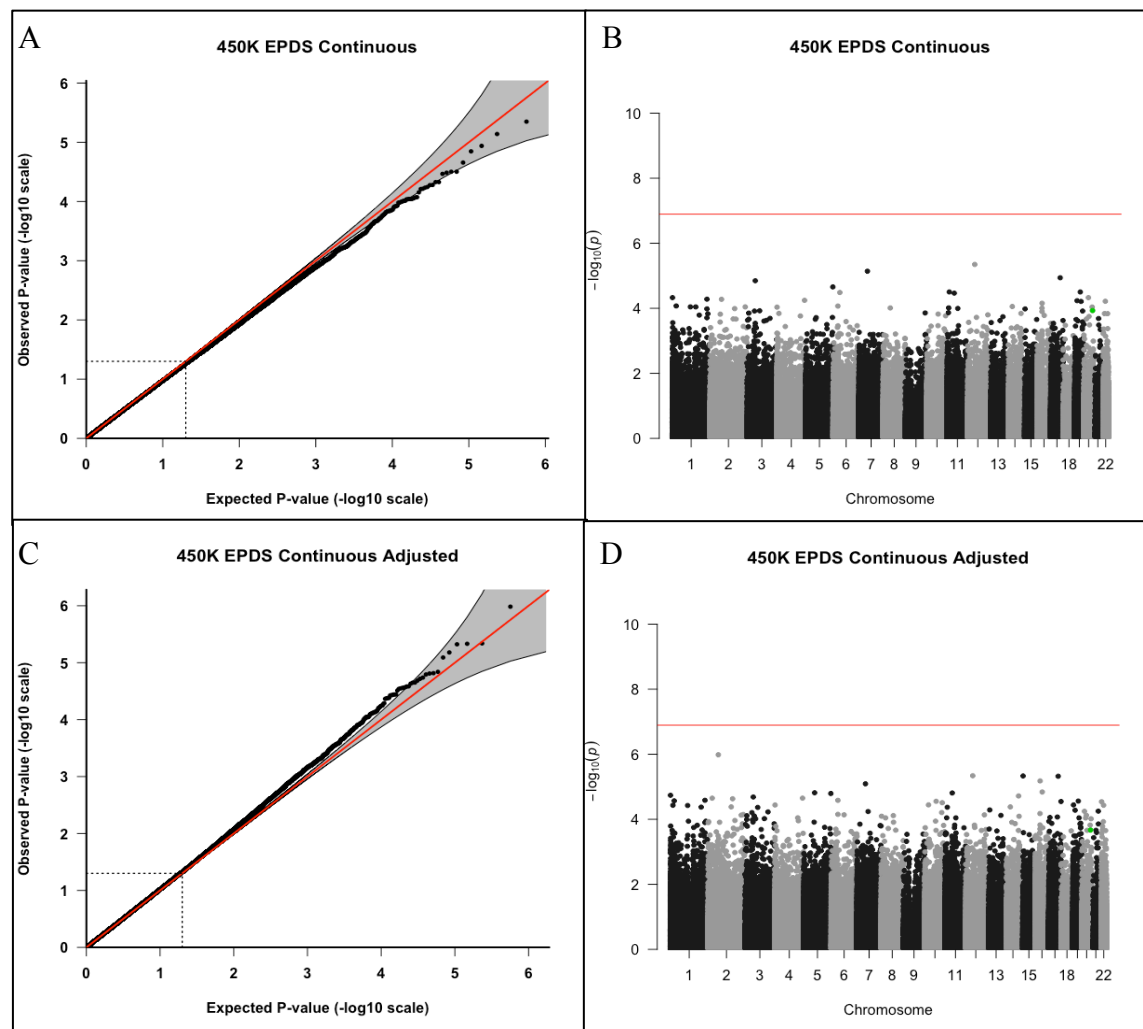 A
450K EPDS Continuous
6
5
4
3
2
1
0
Observed P-value (-log10 scale)
0 1 2 3 4 5 6
Expected P-value (-log10 scale)
B
450K EPDS Continuous
10
8
6
4
2
0
−log10(p)
1 2 3 4 5 6 7 8 9 11 13 15 18 22
Chromosome
C
450K EPDS Continuous Adjusted
6
5
4
3
2
1
0
Observed P-value (-log10 scale)
0 1 2 3 4 5 6
Expected P-value (-log10 scale)
D
450K EPDS Continuous Adjusted
10
8
6
4
2
0
−log10(p)
1 2 3 4 5 6 7 8 9 11 13 15 18 22
Chromosome